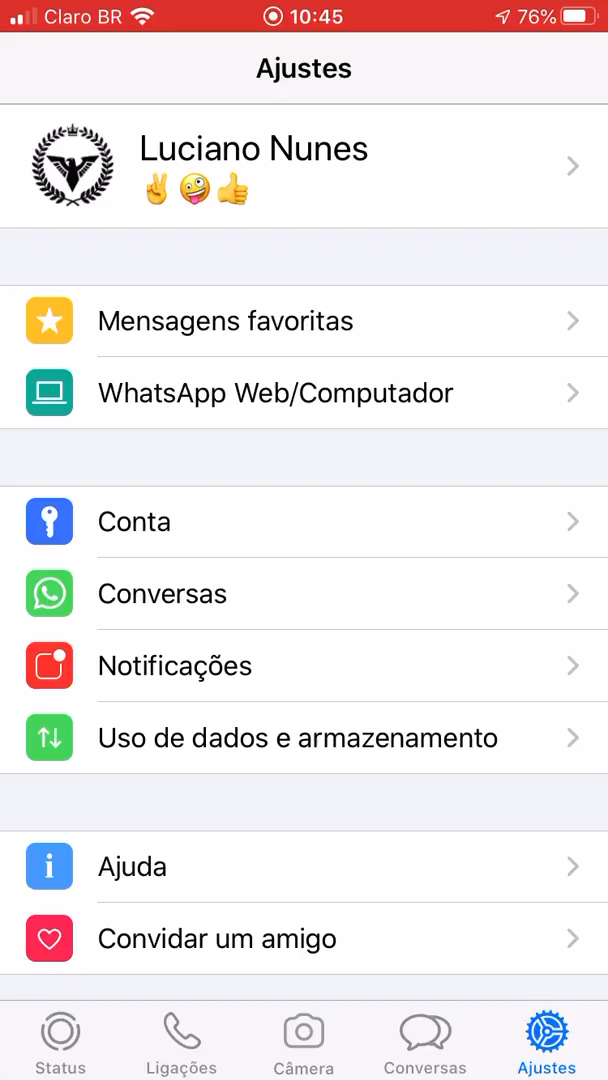 Claro BR 10:45 76%
Ajustes
Luciano Nunes
✌️🤪👍
Mensagens favoritas
WhatsApp Web/Computador
Conta
Conversas
Notificações
Uso de dados e armazenamento
Ajuda
Convidar um amigo
Status Ligações Câmera Conversas Ajustes